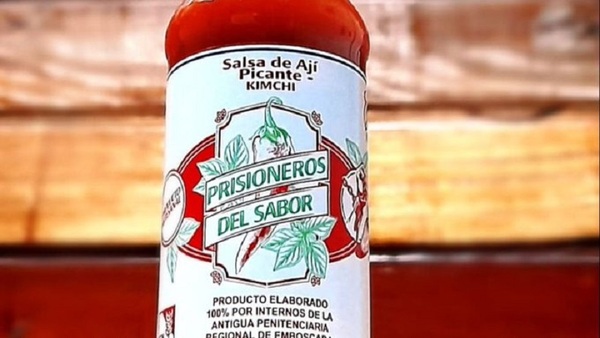 Salsa de Ají
Picante -
KIMCHI
PRISIONEROS
DEL SABOR
PRODUCTO ELABORADO
100% POR INTERNOS DE LA
ANTIGUA PENITENCIARIA
REGIONAL DE EMBOSCADA